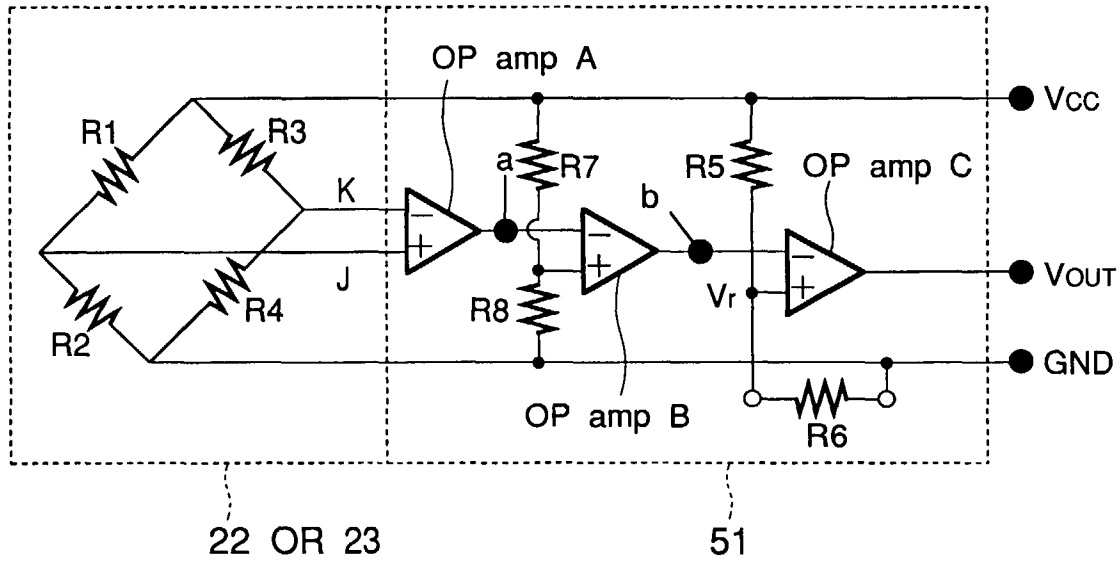 OP amp A
VCC
R1
R3
a
R7
R5
OP amp C
K
b
J
Vr
VOUT
R2
R4
R8
GND
OP amp B
R6
22 OR 23
51